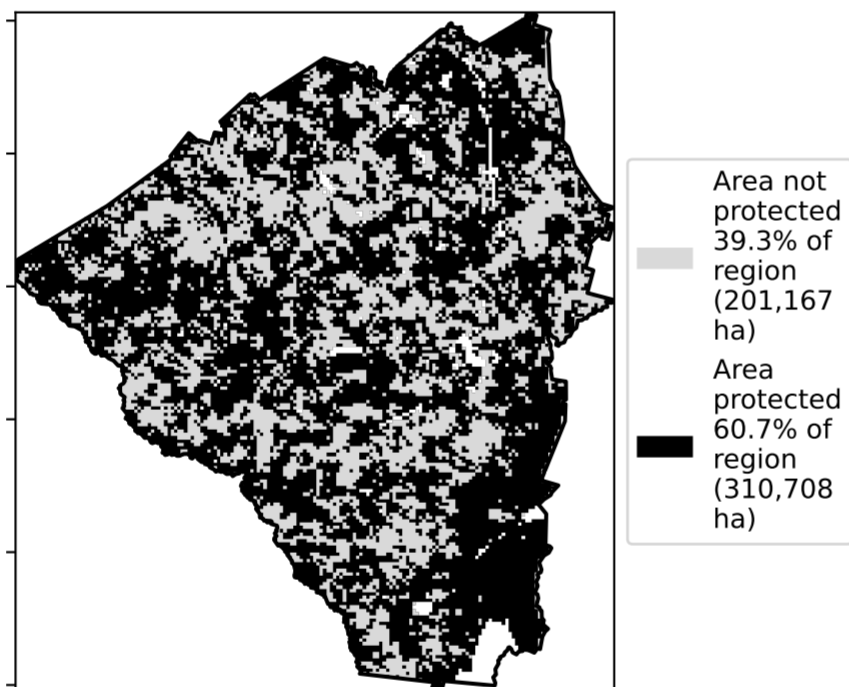 Area not
protected
39.3% of
region
(201,167
ha)
Area
protected
60.7% of
region
(310,708
ha)